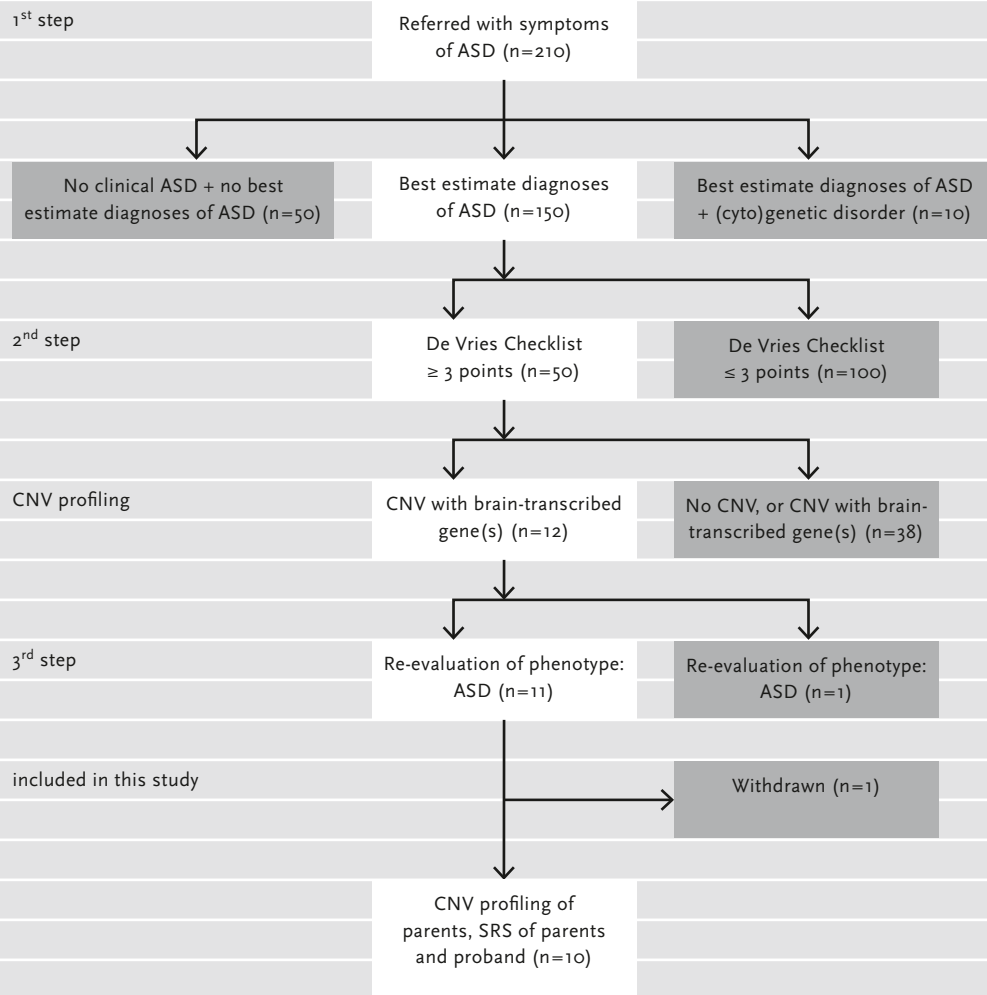 1st step
Referred with symptoms
of ASD (n=210)
No clinical ASD + no best
estimate diagnoses of ASD (n=50)
Best estimate diagnoses
of ASD (n=150)
Best estimate diagnoses of ASD
+ (cyto)genetic disorder (n=10)
2nd step
De Vries Checklist
≥ 3 points (n=50)
De Vries Checklist
≤ 3 points (n=100)
CNV profiling
CNV with brain-transcribed
gene(s) (n=12)
No CNV, or CNV with brain-
transcribed gene(s) (n=38)
3rd step
Re-evaluation of phenotype:
ASD (n=11)
Re-evaluation of phenotype:
ASD (n=1)
included in this study
Withdrawn (n=1)
CNV profiling of
parents, SRS of parents
and proband (n=10)